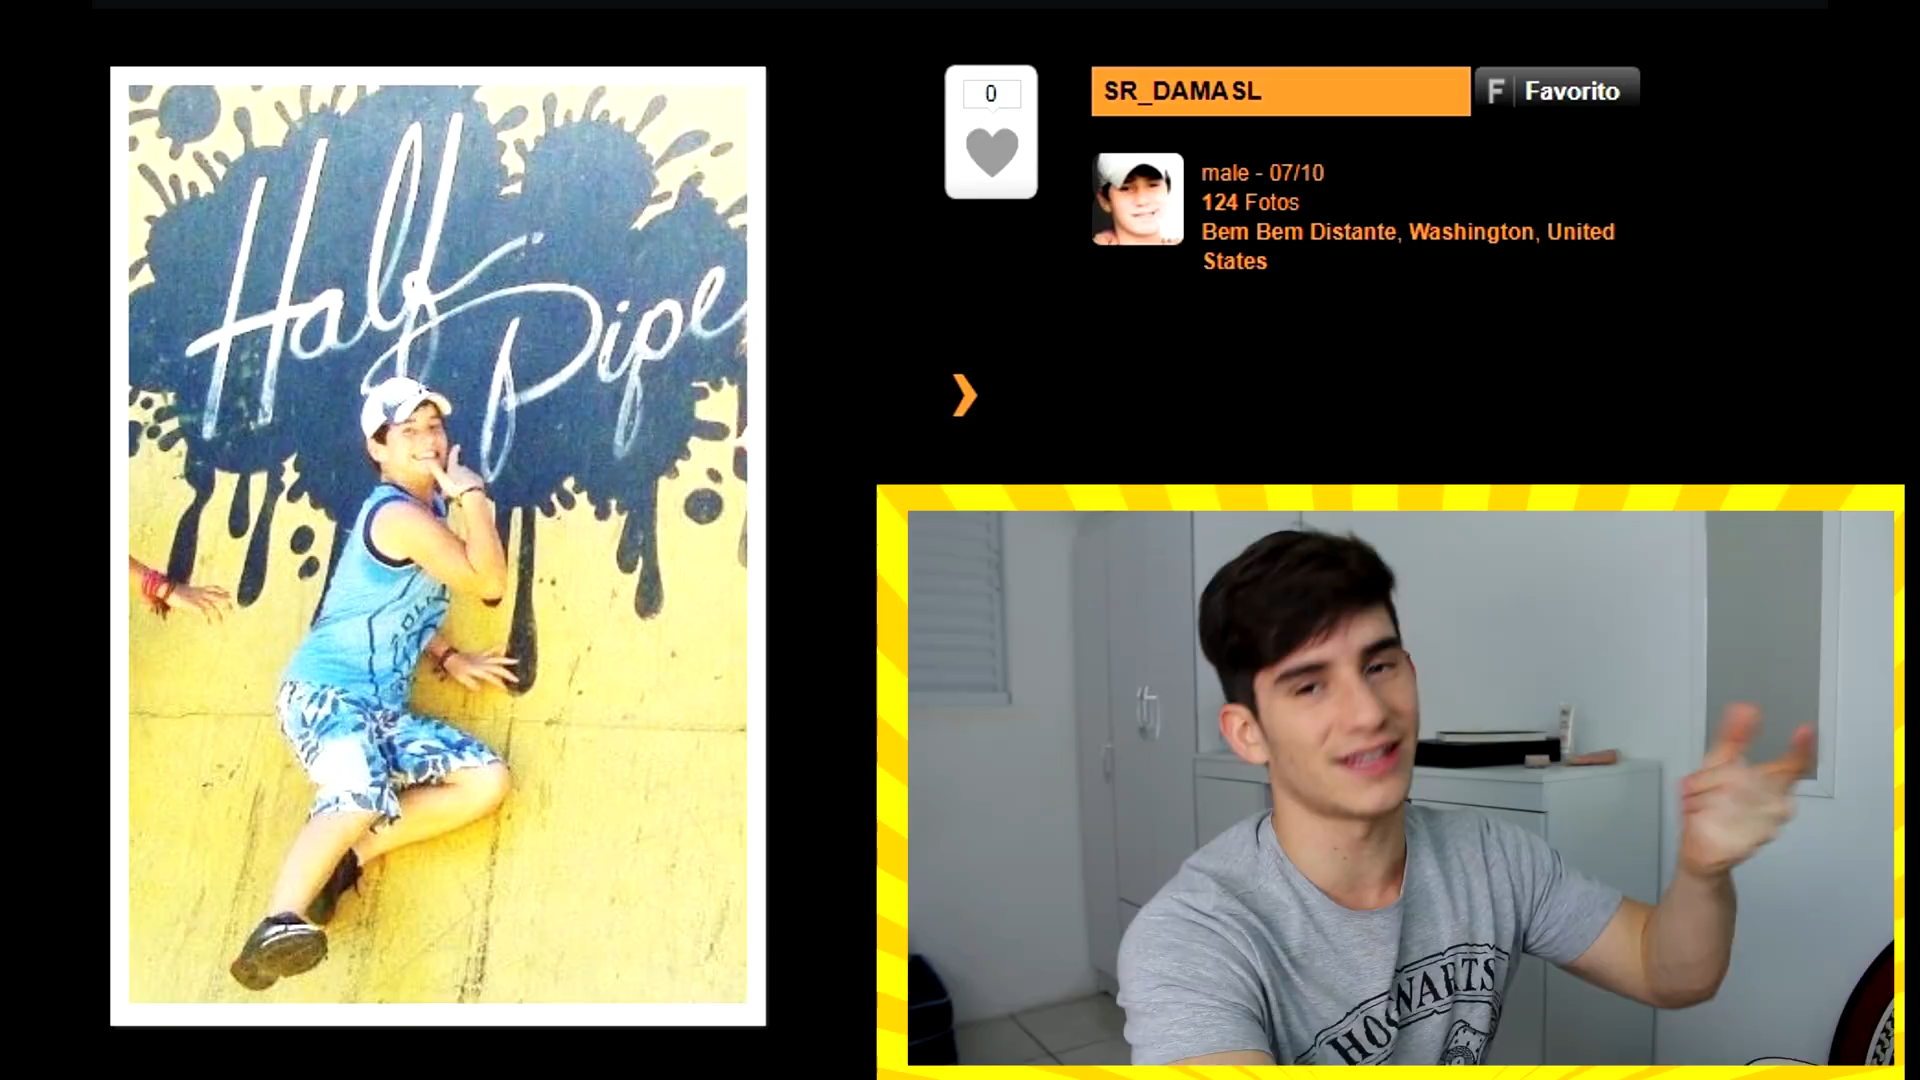 Half
Pipe
0
SR_DAMASL
F Favorito
male - 07/10
124 Fotos
Bem Bem Distante, Washington, United
States
HOGWARTS